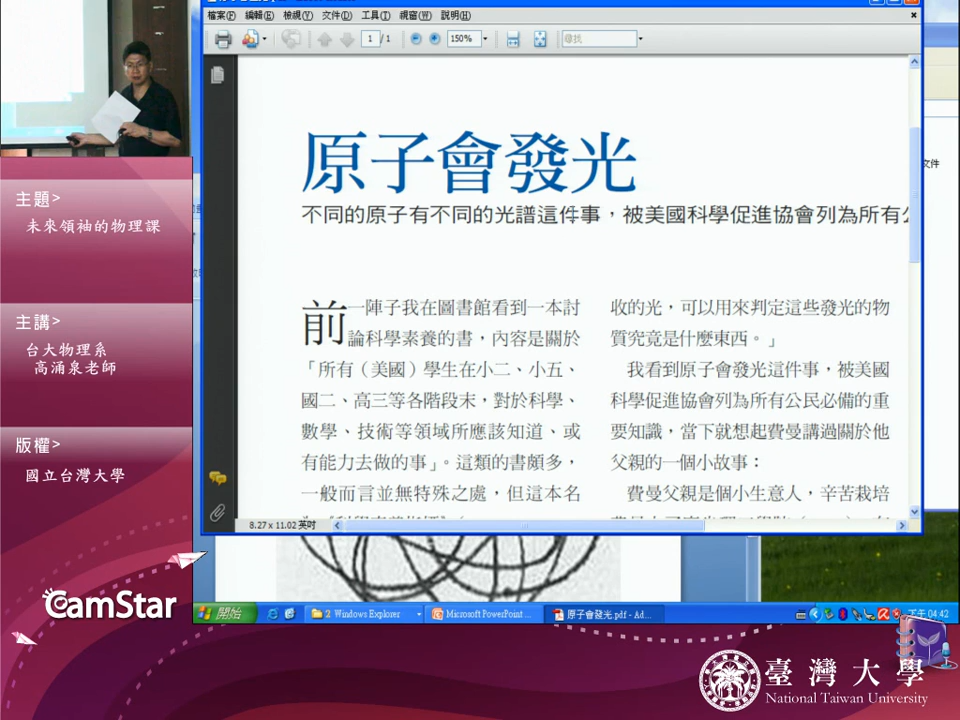 檔案(F) 編輯(E) 檢視(V) 文件(D) 工具(T) 視窗(W) 說明(H)
1 / 1
150%
尋找
文件
原子會發光
不同的原子有不同的光譜這件事，被美國科學促進協會列為所有
前一陣子我在圖書館看到一本討
論科學素養的書，內容是關於
「所有（美國）學生在小二、小五、
國二、高三等各階段末，對於科學、
數學、技術等領域所應該知道、或
有能力去做的事」。這類的書頗多，
一般而言並無特殊之處，但這本名
收的光，可以用來判定這些發光的物
質究竟是什麼東西。」
我看到原子會發光這件事，被美國
科學促進協會列為所有公民必備的重
要知識，當下就想起費曼講過關於他
父親的一個小故事：
費曼父親是個小生意人，辛苦栽培
8.27 x 11.02 英吋
主題>
未來領袖的物理課
主講>
台大物理系
高涌泉老師
版權>
國立台灣大學
CamStar
開始
2 Windows Explorer
Microsoft PowerPoint ...
原子會發光.pdf - Ad...
下午 04:42
臺灣大學
National Taiwan University